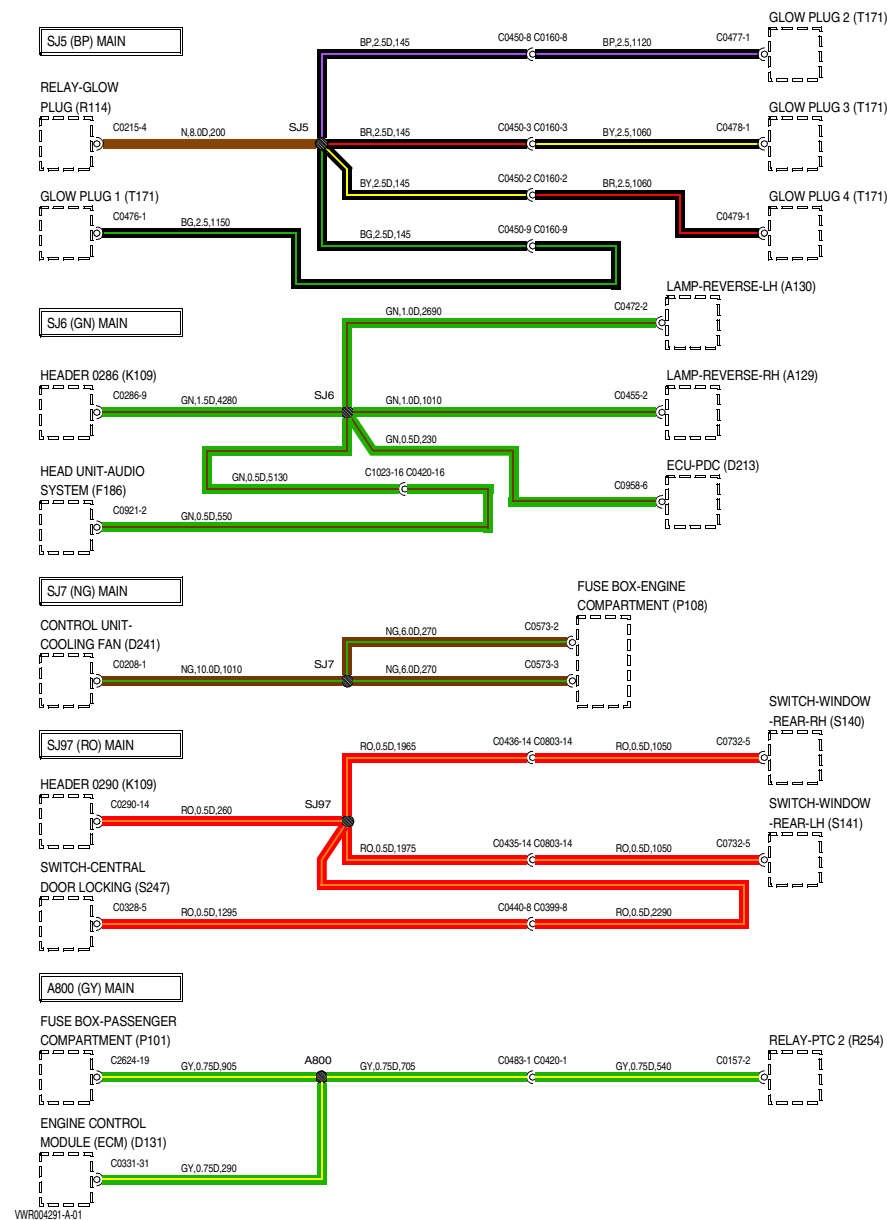 GLOW PLUG 2 (T171)
SJ5 (BP) MAIN
BP,2.5D,145
C0450-8 C0160-8
BP,2.5,1120
C0477-1
RELAY-GLOW
PLUG (R114)
GLOW PLUG 3 (T171)
C0215-4
N,8.0D,200
SJ5
BR,2.5D,145
C0450-3 C0160-3
BY,2.5,1060
C0478-1
BY,2.5D,145
C0450-2 C0160-2
BR,2.5,1060
GLOW PLUG 1 (T171)
GLOW PLUG 4 (T171)
C0476-1
BG,2.5,1150
BG,2.5D,145
C0450-9 C0160-9
C0479-1
LAMP-REVERSE-LH (A130)
SJ6 (GN) MAIN
GN,1.0D,2690
C0472-2
HEADER 0286 (K109)
LAMP-REVERSE-RH (A129)
C0286-9
GN,1.5D,4280
SJ6
GN,1.0D,1010
C0455-2
GN,0.5D,230
HEAD UNIT-AUDIO
SYSTEM (F186)
GN,0.5D,5130
C1023-16 C0420-16
ECU-PDC (D213)
C0958-6
C0921-2
GN,0.5D,550
SJ7 (NG) MAIN
FUSE BOX-ENGINE
COMPARTMENT (P108)
CONTROL UNIT-
COOLING FAN (D241)
NG,6.0D,270
C0573-2
C0208-1
NG,10.0D,1010
SJ7
NG,6.0D,270
C0573-3
SWITCH-WINDOW
-REAR-RH (S140)
SJ97 (RO) MAIN
RO,0.5D,1965
C0436-14 C0803-14
RO,0.5D,1050
C0732-5
HEADER 0290 (K109)
SWITCH-WINDOW
-REAR-LH (S141)
C0290-14
RO,0.5D,260
SJ97
RO,0.5D,1975
C0435-14 C0803-14
RO,0.5D,1050
C0732-5
SWITCH-CENTRAL
DOOR LOCKING (S247)
C0328-5
RO,0.5D,1295
C0440-8 C0399-8
RO,0.5D,2290
A800 (GY) MAIN
FUSE BOX-PASSENGER
COMPARTMENT (P101)
RELAY-PTC 2 (R254)
C2624-19
GY,0.75D,905
A800
GY,0.75D,705
C0483-1 C0420-1
GY,0.75D,540
C0157-2
ENGINE CONTROL
MODULE (ECM) (D131)
C0331-31
GY,0.75D,290
VWR004291-A-01